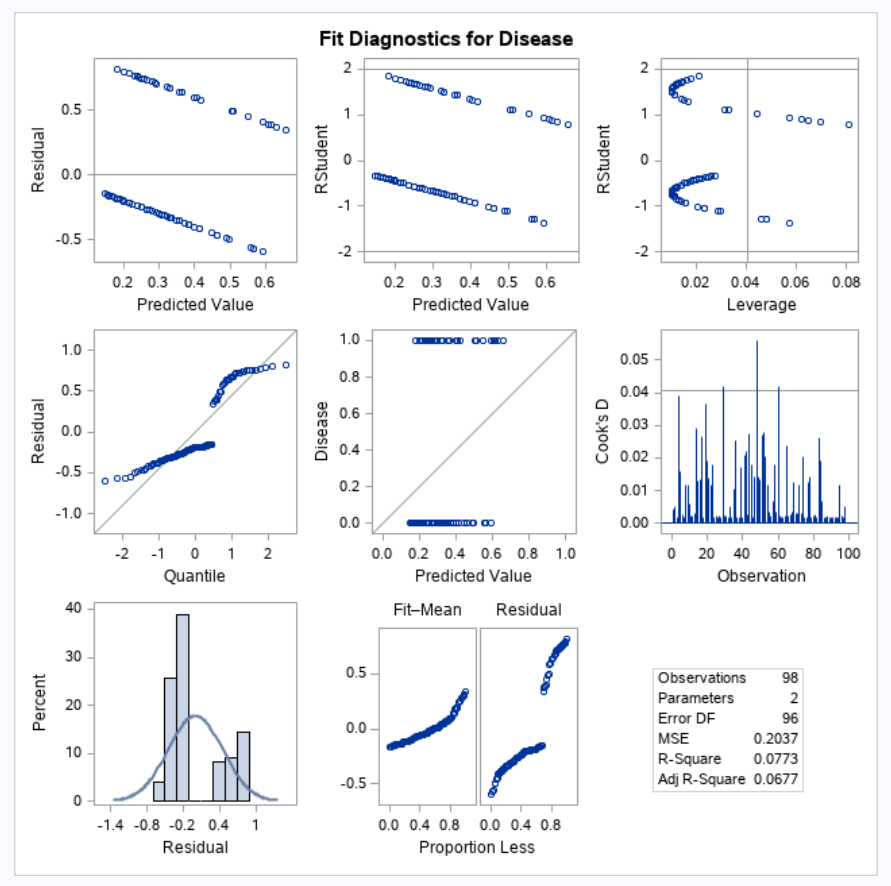 Fit Diagnostics for Disease
Residual
0.5
0.0
-0.5
0.2 0.3 0.4 0.5 0.6
Predicted Value
RStudent
2
1
0
-1
-2
0.2 0.3 0.4 0.5 0.6
Predicted Value
RStudent
2
1
0
-1
-2
0.02 0.04 0.06 0.08
Leverage
Residual
1.0
0.5
0.0
-0.5
-1.0
-2 -1 0 1 2
Quantile
Disease
1.0
0.8
0.6
0.4
0.2
0.0
0.0 0.2 0.4 0.6 0.8 1.0
Predicted Value
Cook's D
0.05
0.04
0.03
0.02
0.01
0.00
0 20 40 60 80 100
Observation
Percent
40
30
20
10
0
-1.4 -0.8 -0.2 0.4 1
Residual
Fit–Mean Residual
0.5
0.0
-0.5
0.0 0.4 0.8 0.0 0.4 0.8
Proportion Less
Observations 98
Parameters 2
Error DF 96
MSE 0.2037
R-Square 0.0773
Adj R-Square 0.0677